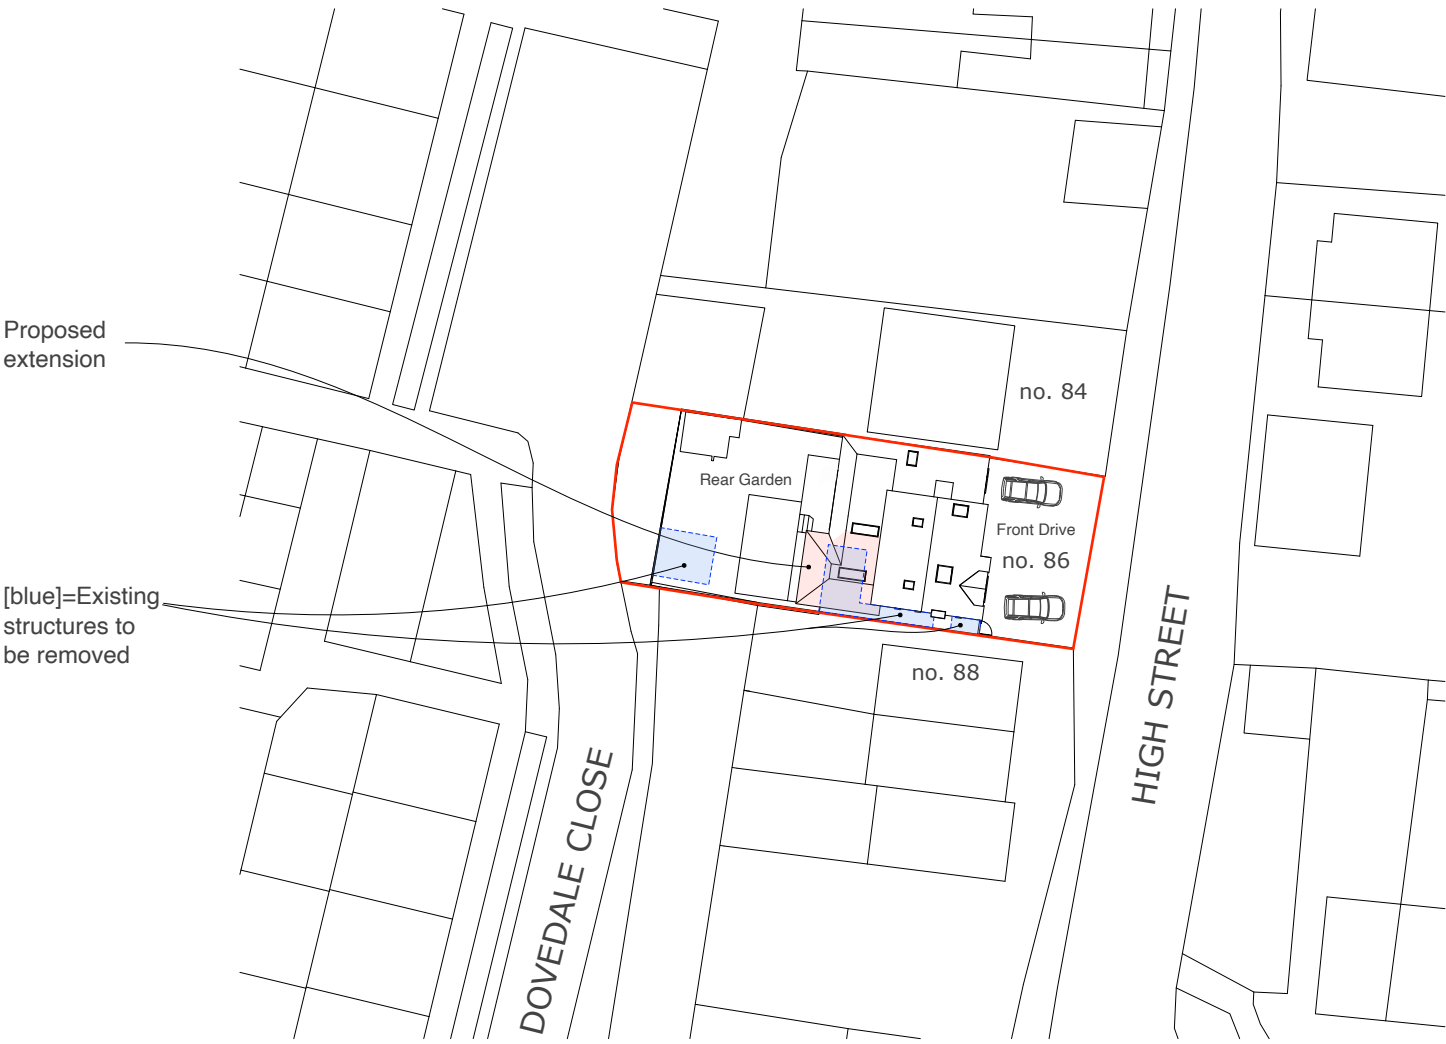 Proposed
extension
[blue]=Existing
structures to
be removed
Rear Garden
no. 84
Front Drive
no. 86
no. 88
HIGH STREET
DOVEDALE CLOSE